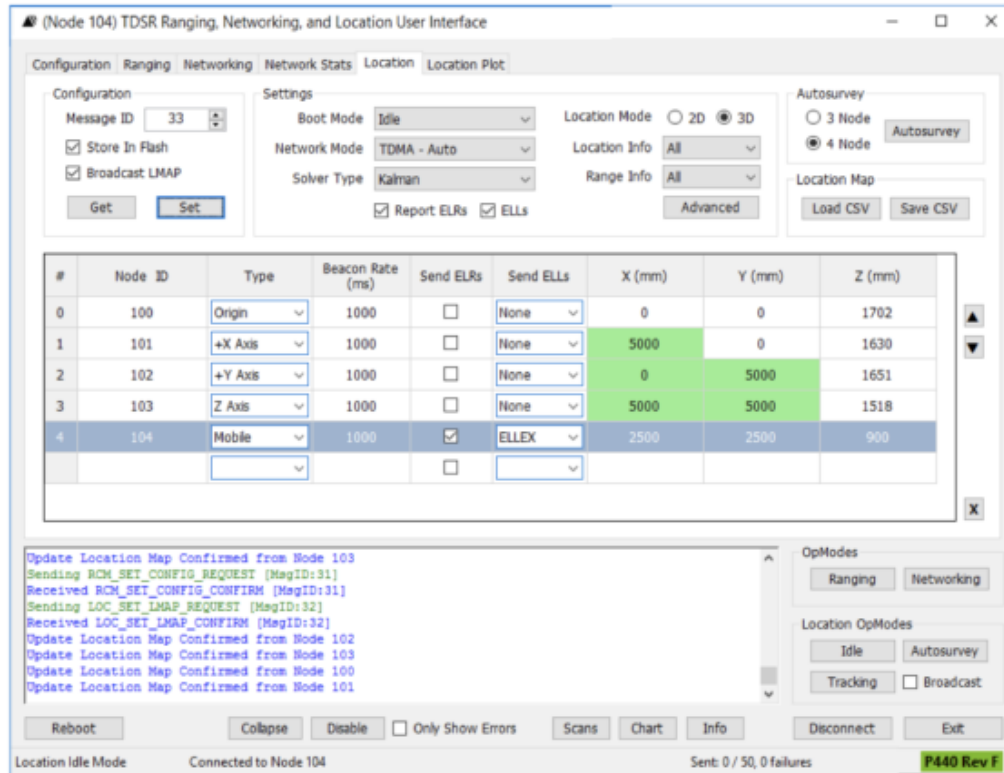 (Node 104) TDSR Ranging, Networking, and Location User Interface
Configuration Ranging Networking Network Stats Location Location Plot
Configuration
Message ID 33
Store In Flash
Broadcast LMAP
Get Set
Settings
Boot Mode Idle
Network Mode TDMA - Auto
Solver Type Kalman
Report ELRs ELLs
Location Mode 2D 3D
Location Info All
Range Info All
Advanced
Autosurvey
3 Node
4 Node
Autosurvey
Location Map
Load CSV Save CSV
# Node ID Type Beacon Rate (ms) Send ELRs Send ELLs X (mm) Y (mm) Z (mm)
0 100 Origin 1000 None 0 0 1702
1 101 +X Axis 1000 None 5000 0 1630
2 102 +Y Axis 1000 None 0 5000 1651
3 103 Z Axis 1000 None 5000 5000 1518
4 104 Mobile 1000 ELLEX 2500 2500 900
X
Update Location Map Confirmed from Node 103
Sending RCM_SET_CONFIG_REQUEST [MsgID:31]
Received RCM_SET_CONFIG_CONFIRM [MsgID:31]
Sending LOC_SET_LMAP_REQUEST [MsgID:32]
Received LOC_SET_LMAP_CONFIRM [MsgID:32]
Update Location Map Confirmed from Node 102
Update Location Map Confirmed from Node 103
Update Location Map Confirmed from Node 100
Update Location Map Confirmed from Node 101
OpModes
Ranging Networking
Location OpModes
Idle Autosurvey
Tracking Broadcast
Reboot Collapse Disable Only Show Errors Scans Chart Info Disconnect Exit
Location Idle Mode Connected to Node 104 Sent: 0 / 50, 0 failures P440 Rev F